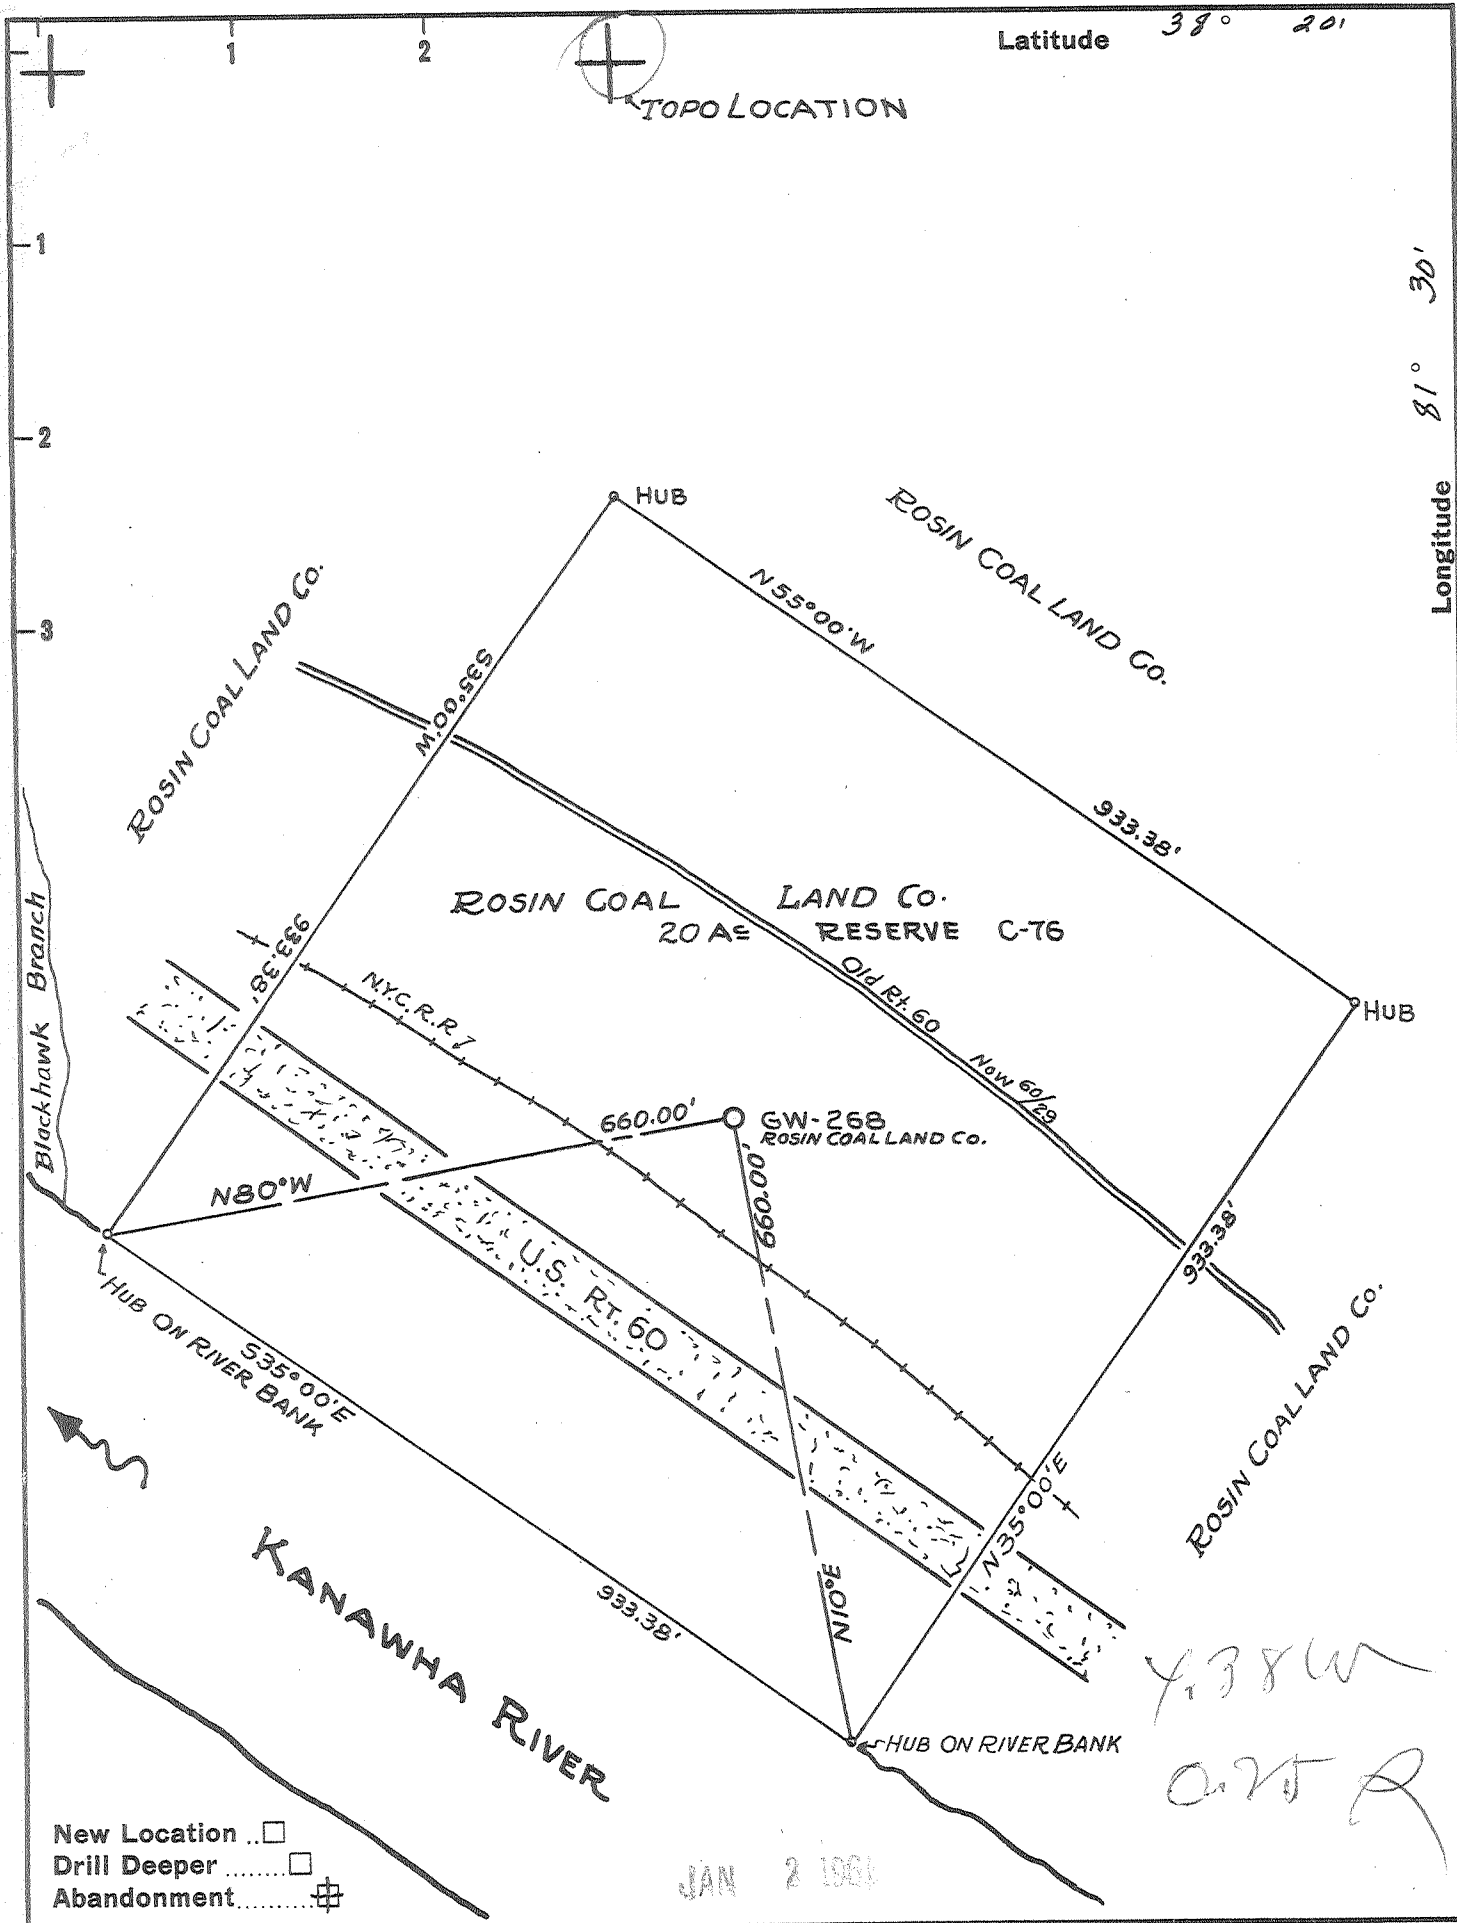 Latitude 38° 20'
1 2
TOPO LOCATION
1
2
3
Longitude 81° 30'
HUB
ROSIN COAL LAND CO.
N55°00'W
933.38'
ROSIN COAL LAND CO.
S35°00'W
933.38'
Blackhawk Branch
ROSIN COAL LAND CO.
20 Ac RESERVE C-76
Old Rt. 60
Now 60/29
HUB
N.Y.C.R.R.
660.00'
GW-268
ROSIN COAL LAND CO.
N80°W
660.00'
933.38'
HUB ON RIVER BANK
U.S. RT. 60
S35°00'E
933.38'
ROSIN COAL LAND CO.
N35°00'E
N10°E
KANAWHA RIVER
HUB ON RIVER BANK
4.38 W
New Location ..
Drill Deeper ........
Abandonment..........
JAN 2